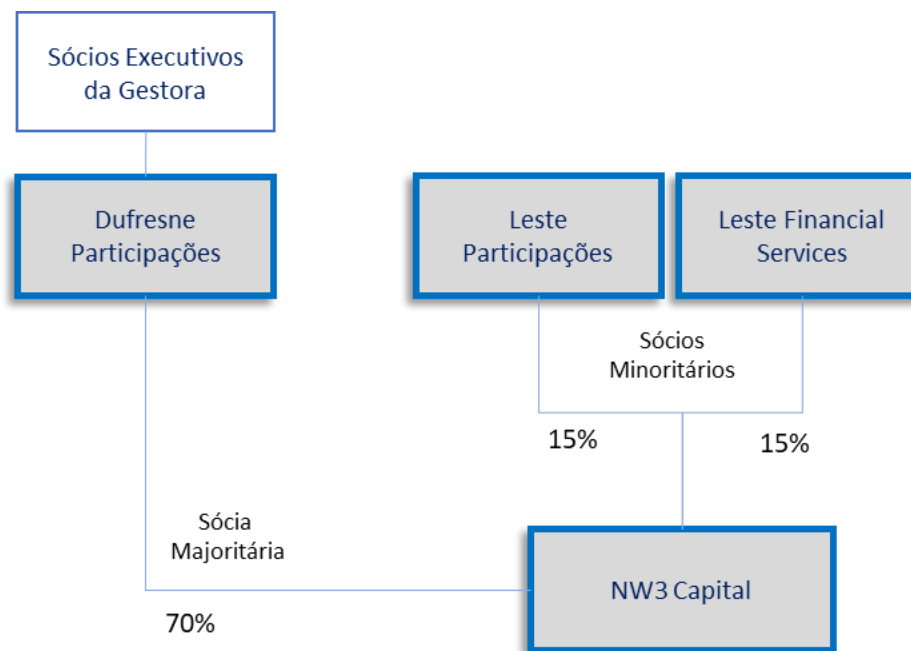 Sócios Executivos
da Gestora
Dufresne
Participações
Leste
Participações
Leste Financial
Services
Sócios
Minoritários
15%
15%
Sócia
Majoritária
70%
NW3 Capital